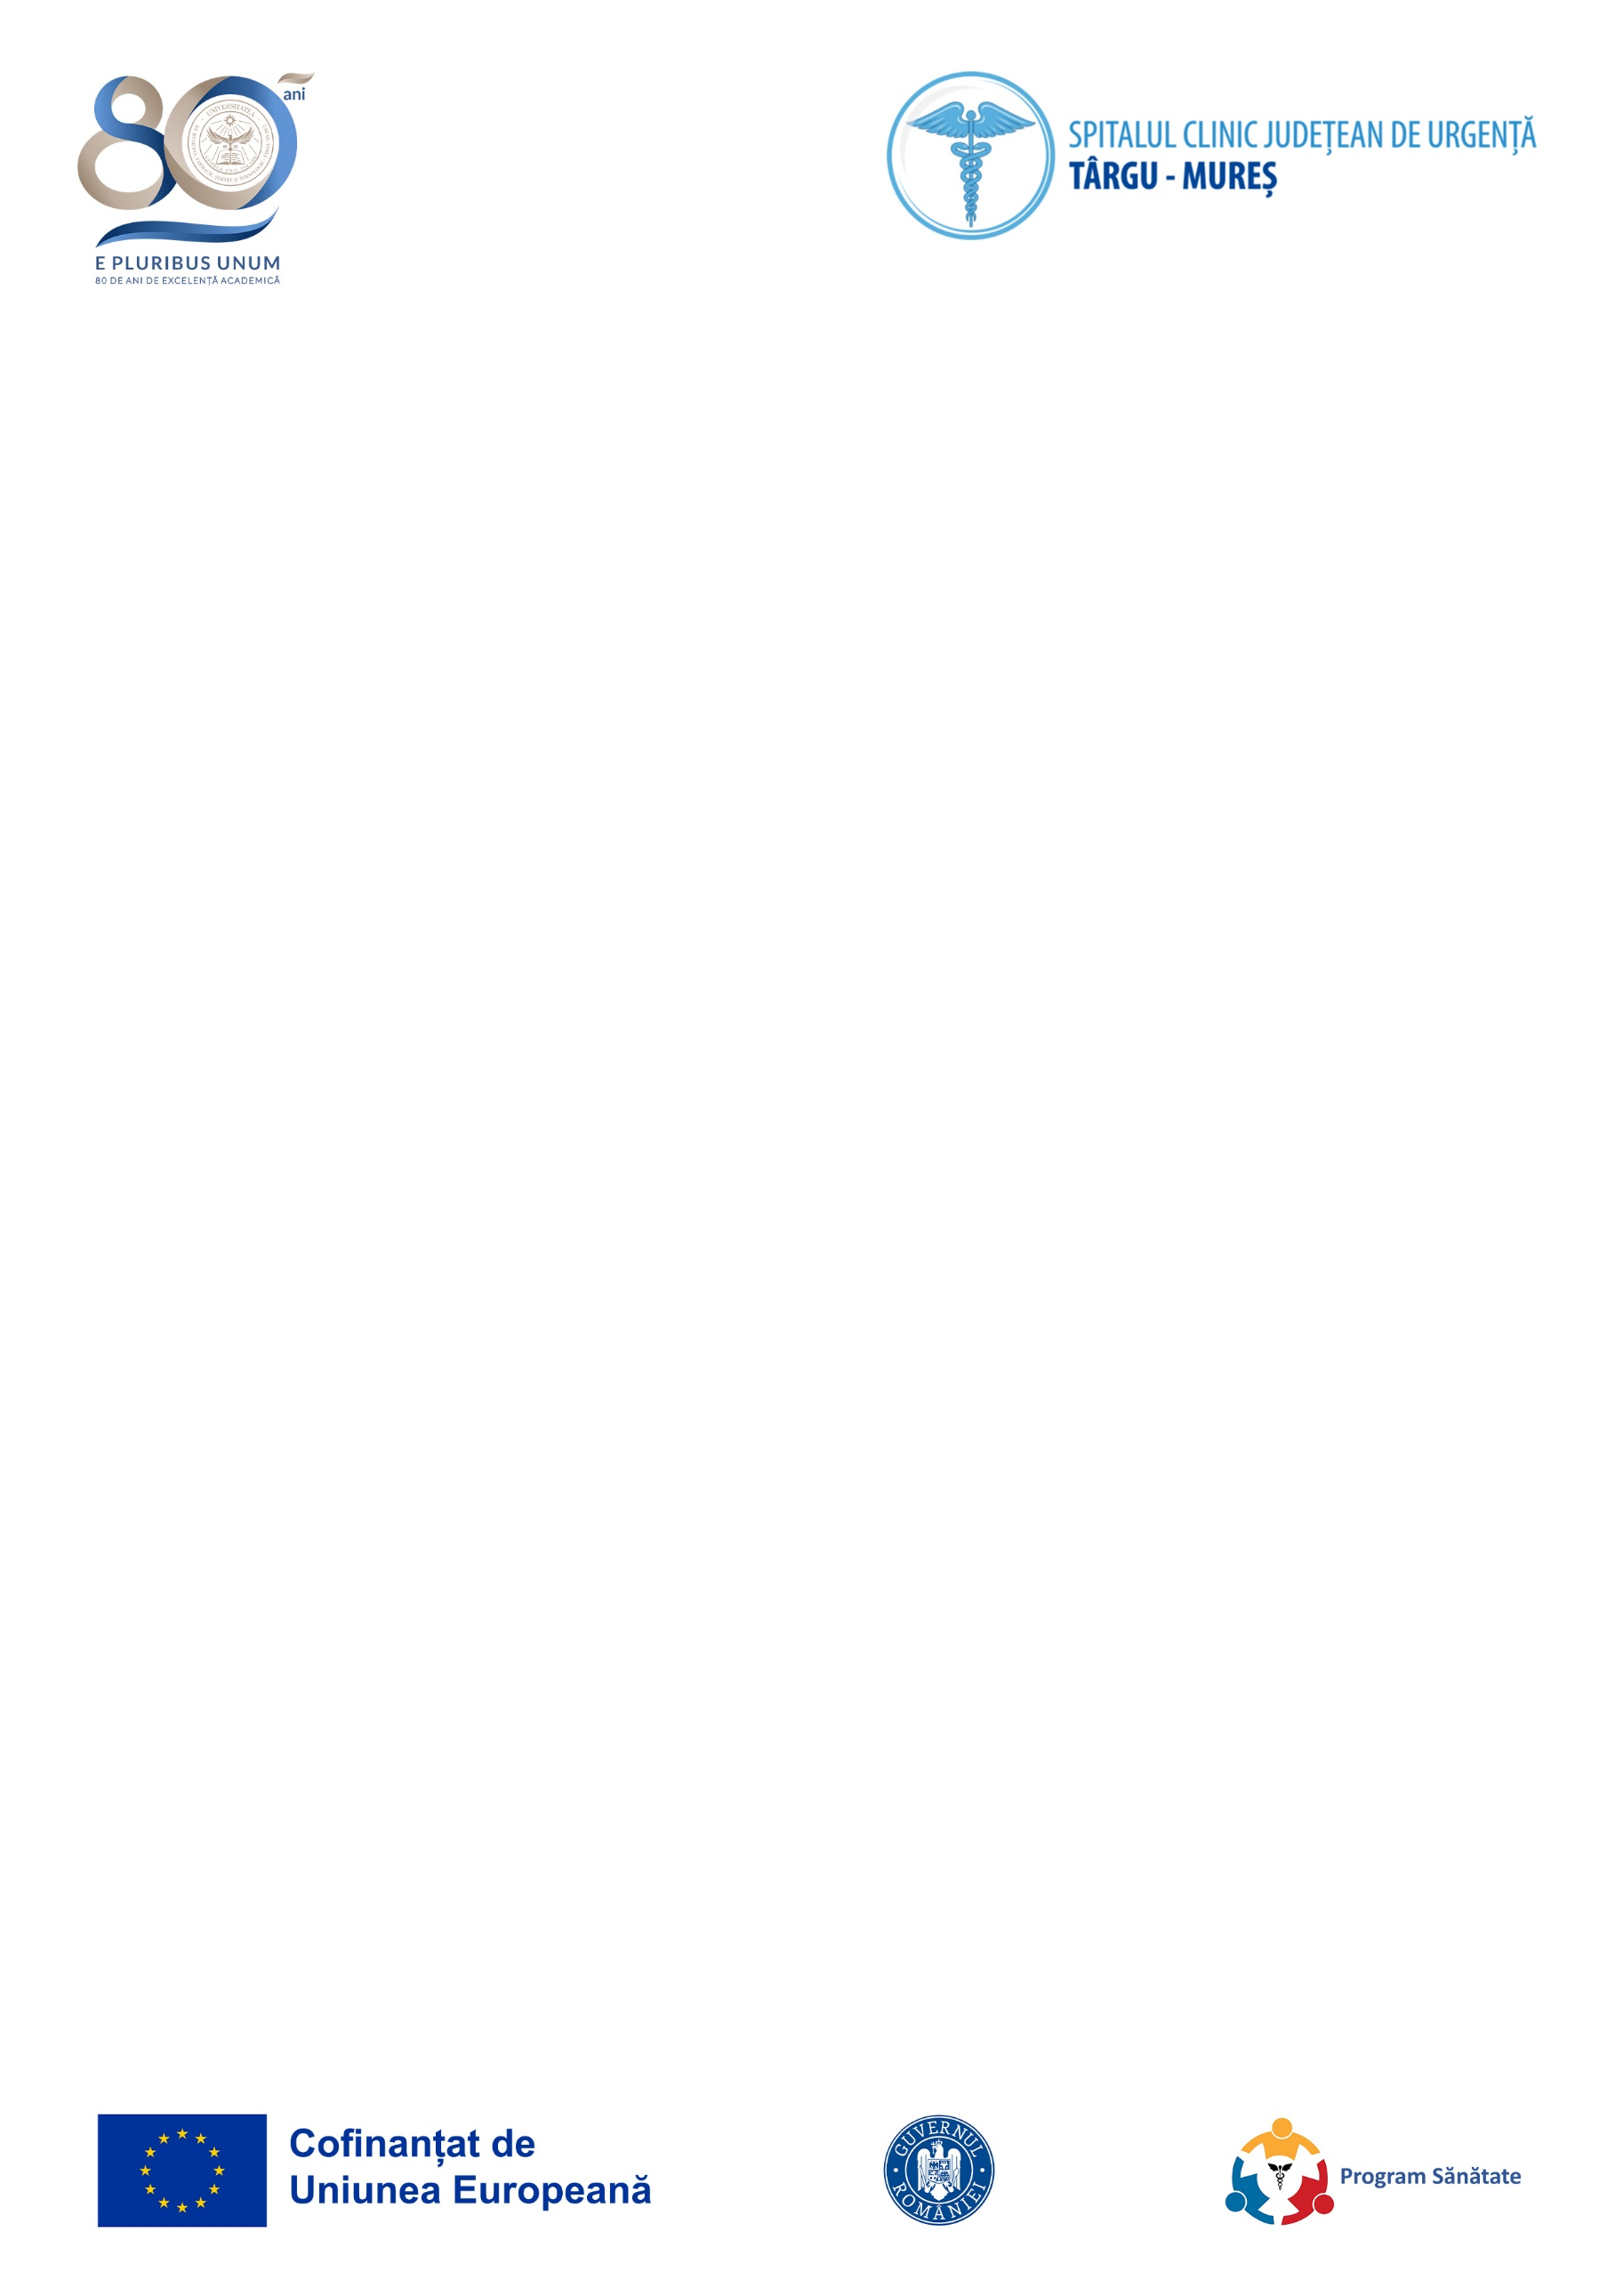 ani
UNIVERSITATEA
E PLURIBUS UNUM
80 DE ANI DE EXCELENȚĂ ACADEMICĂ
SPITALUL CLINIC JUDEȚEAN DE URGENȚĂ
TÂRGU - MUREȘ
Cofinanțat de
Uniunea Europeană
GUVERNUL
ROMÂNIEI
Program Sănătate